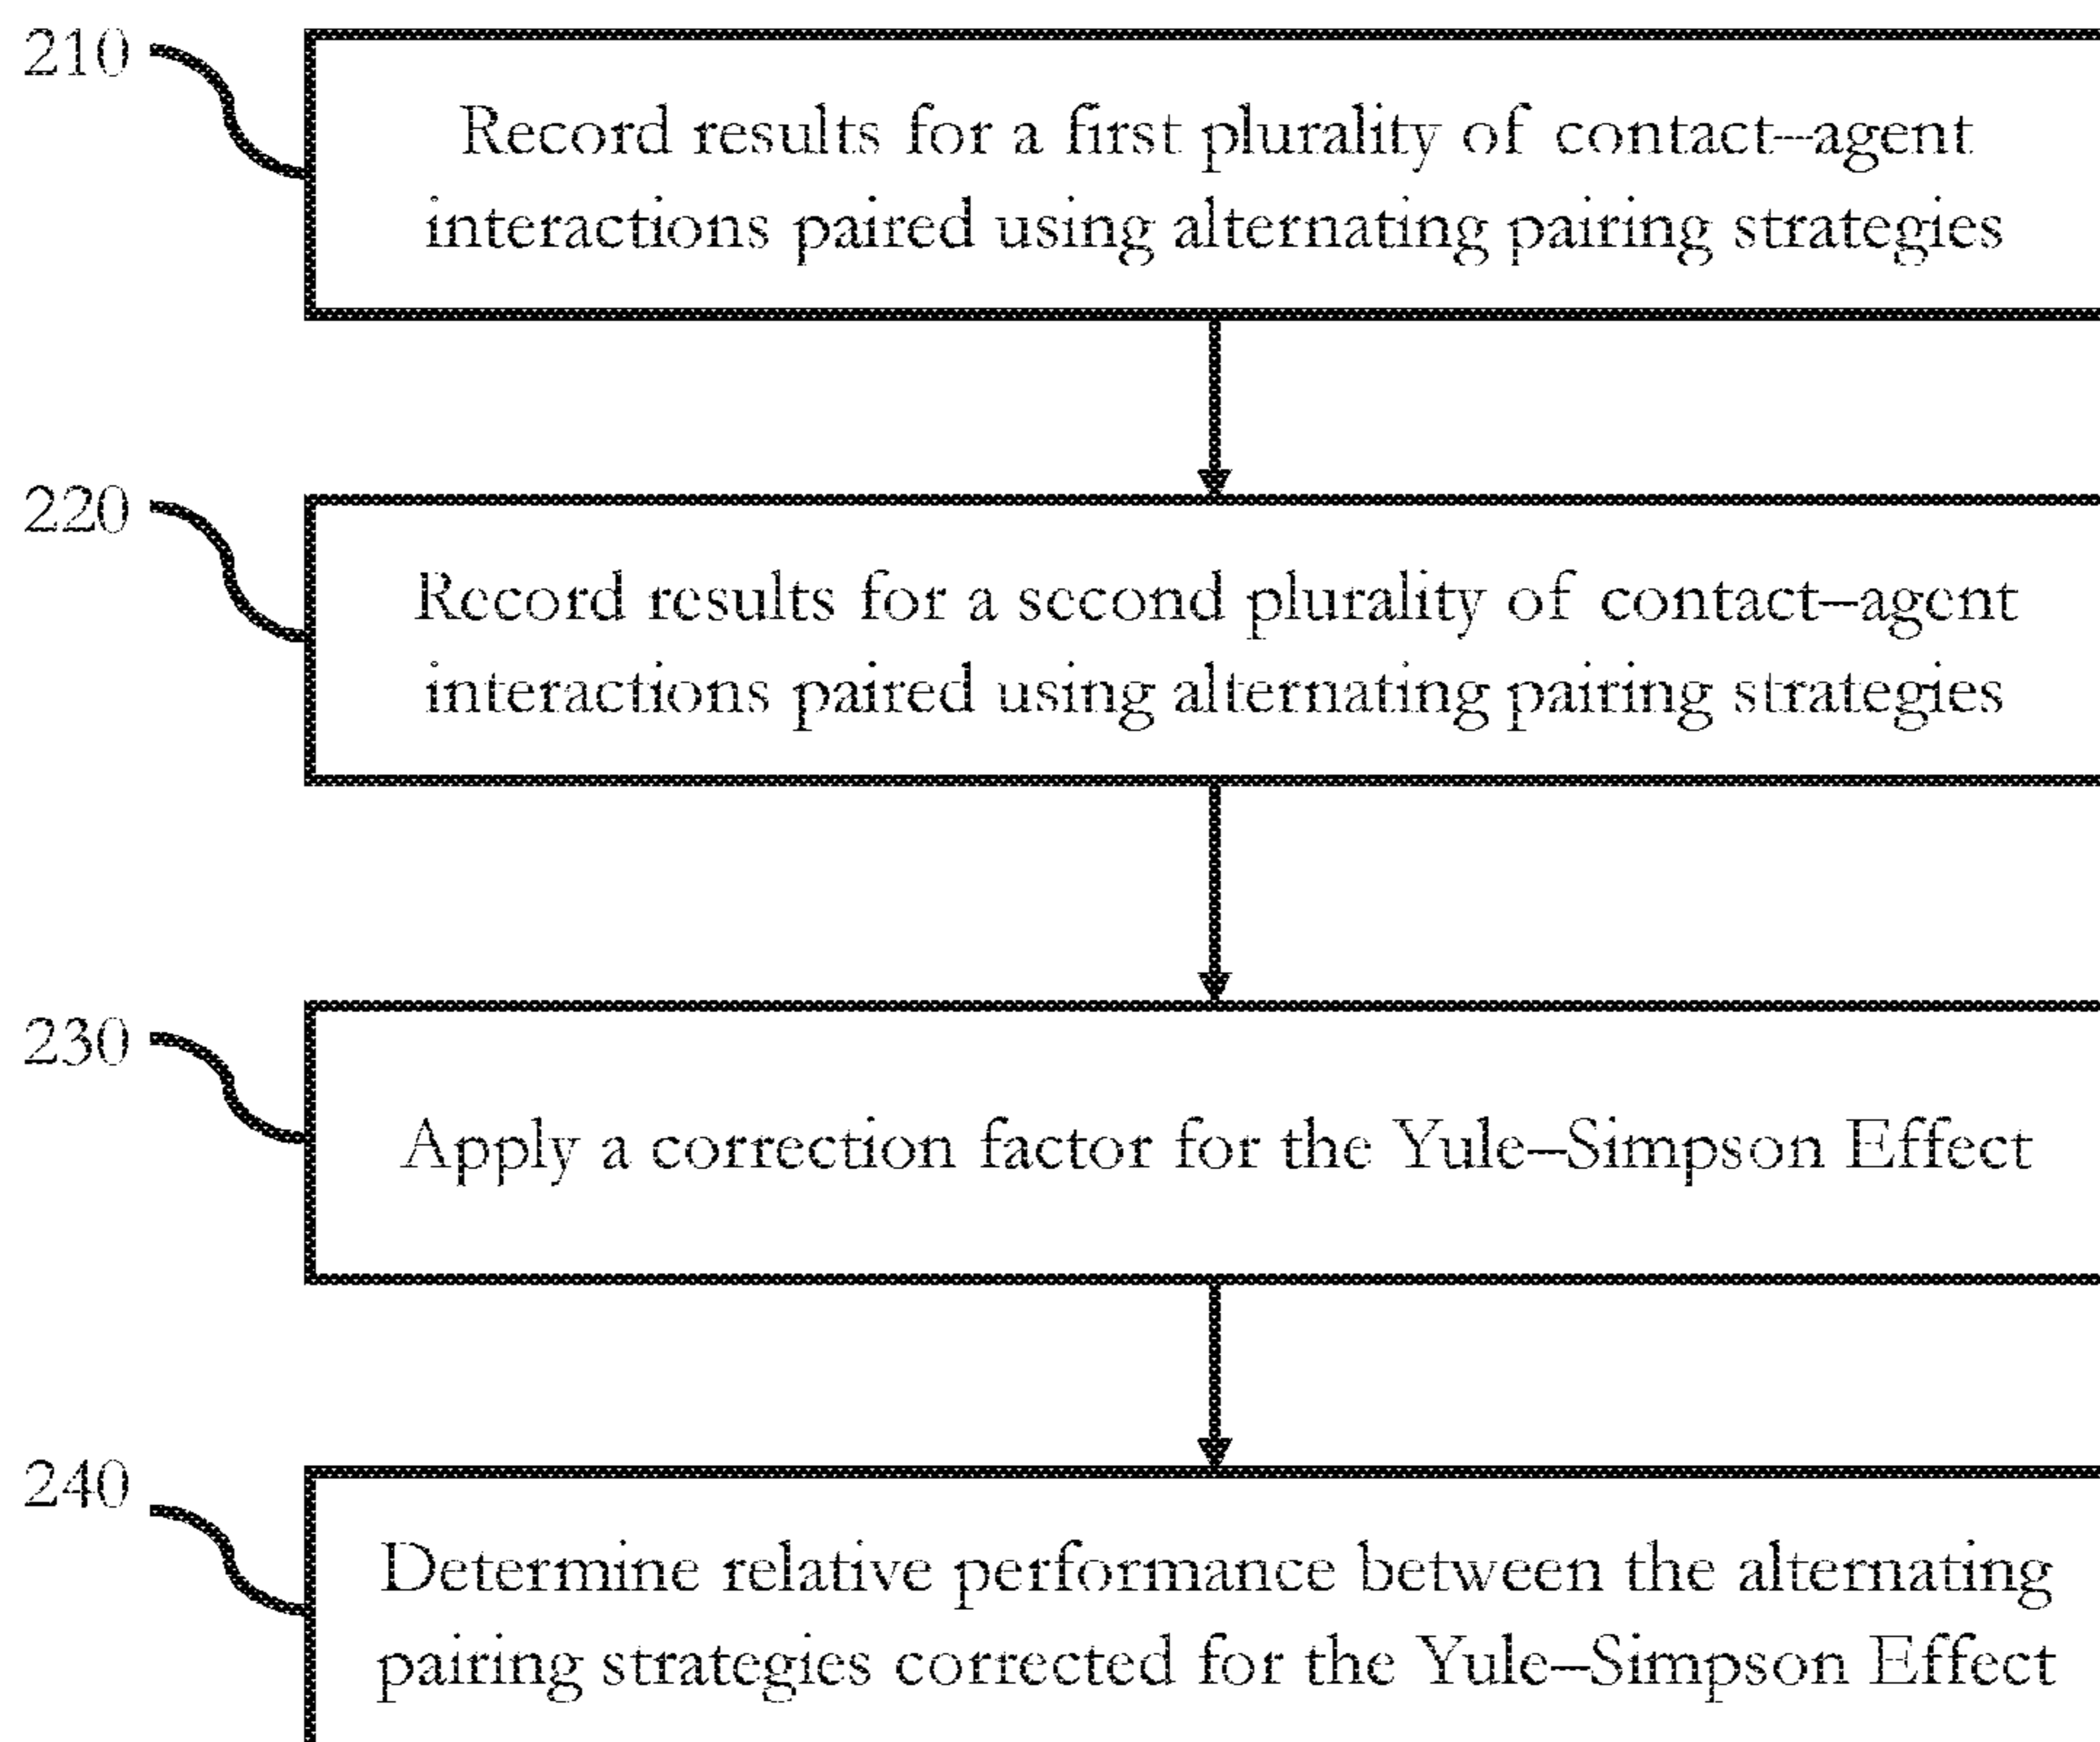 210
Record results for a first plurality of contact–agent
interactions paired using alternating pairing strategies
220
Record results for a second plurality of contact–agent
interactions paired using alternating pairing strategies
230
Apply a correction factor for the Yule–Simpson Effect
240
Determine relative performance between the alternating
pairing strategies corrected for the Yule–Simpson Effect